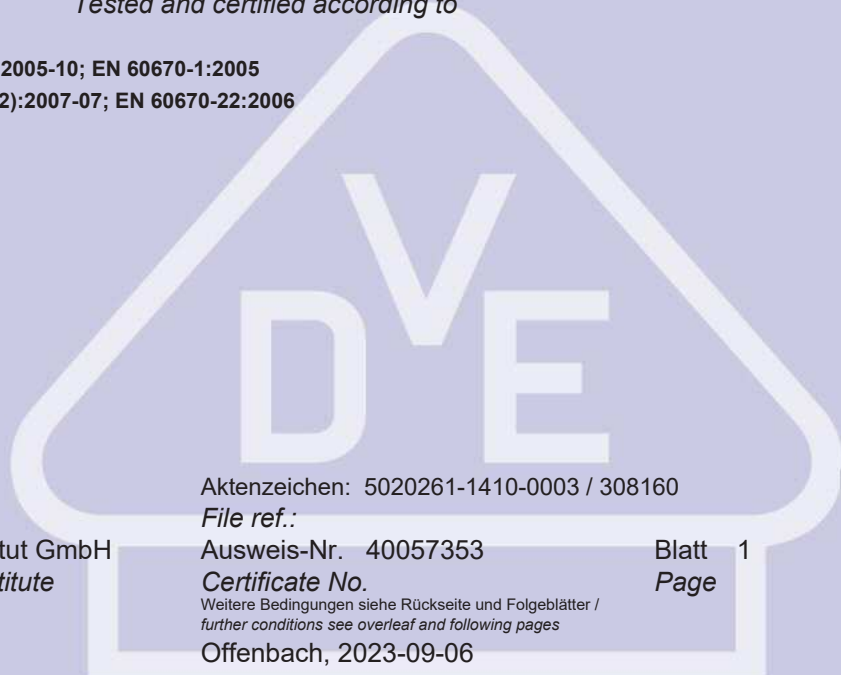 Tested and certified according to
2005-10; EN 60670-1:2005
2):2007-07; EN 60670-22:2006
VDE
Aktenzeichen: 5020261-1410-0003 / 308160
File ref.:
tut GmbH Ausweis-Nr. 40057353 Blatt 1
titute Certificate No. Page
Weitere Bedingungen siehe Rückseite und Folgeblätter /
further conditions see overleaf and following pages
Offenbach, 2023-09-06